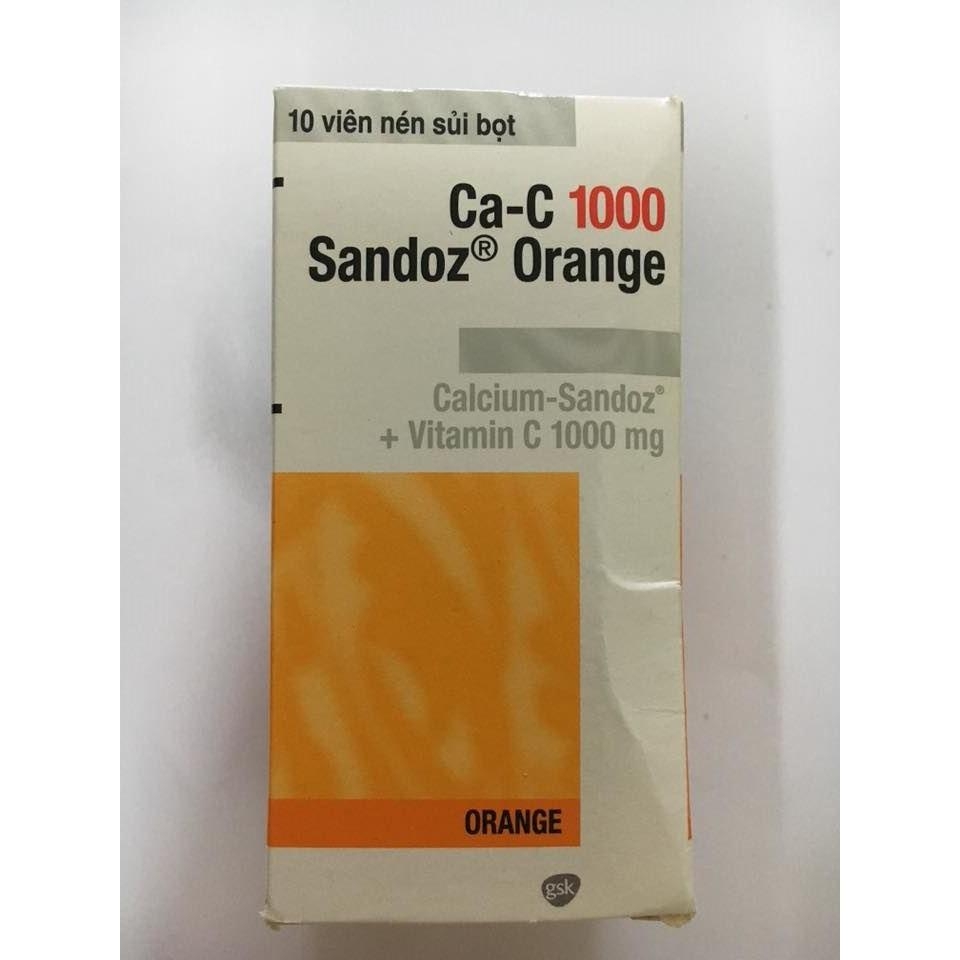 10 viên nén sủi bọt
Ca-C 1000
Sandoz® Orange
Calcium-Sandoz®
+ Vitamin C 1000 mg
ORANGE
gsk